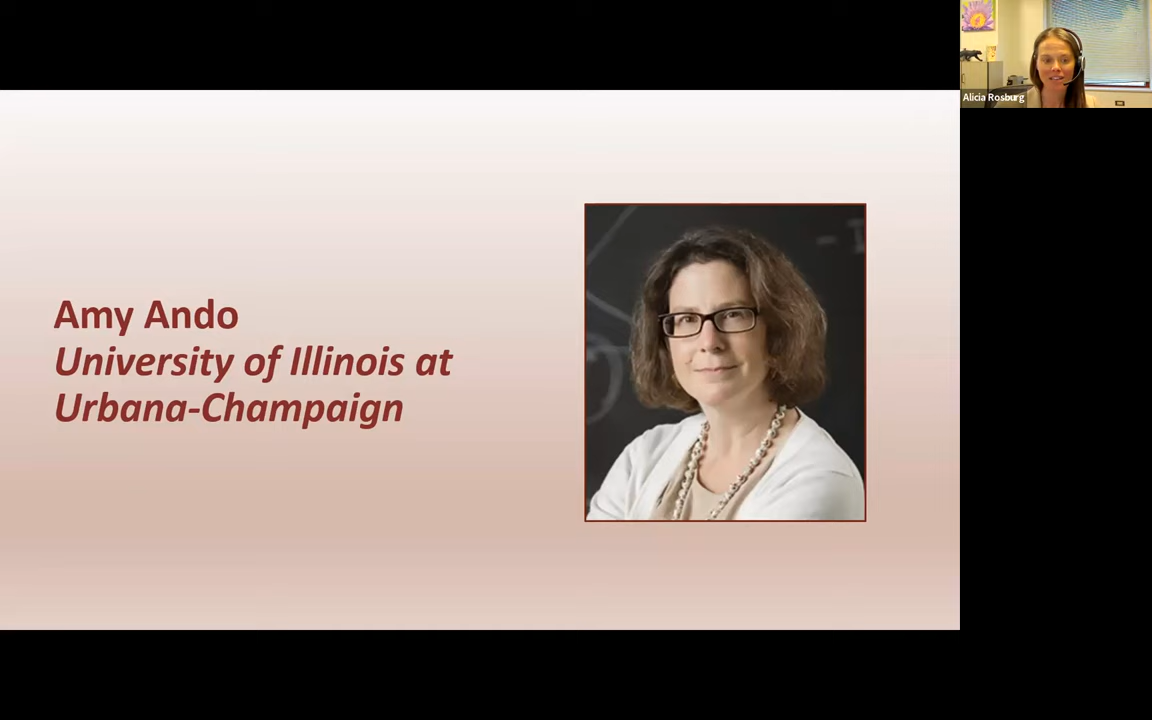 Alicia Rosburg
Amy Ando
University of Illinois at
Urbana-Champaign